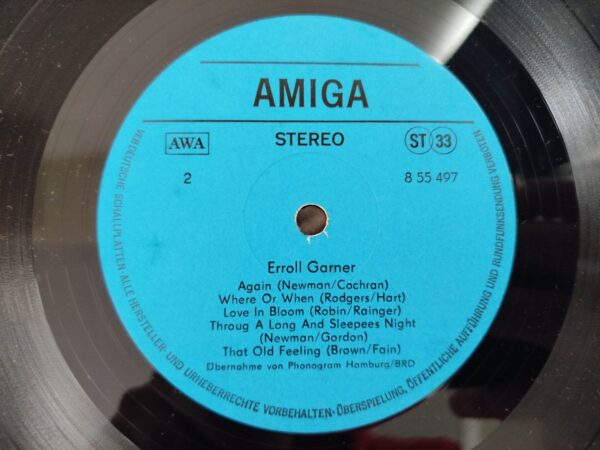 AMIGA
AWA
STEREO
ST 33
2
8 55 497
Erroll Garner
Again (Newman/Cochran)
Where Or When (Rodgers/Hart)
Love In Bloom (Robin/Rainger)
Throug A Long And Sleepees Night
(Newman/Gordon)
That Old Feeling (Brown/Fain)
Übernahme von Phonogram Hamburg/BRD
VEB DEUTSCHE SCHALLPLATTEN · ALLE HERSTELLER- UND URHEBERRECHTE VORBEHALTEN · ÜBERSPIELUNG, ÖFFENTLICHE AUFFÜHRUNG UND RUNDFUNKSENDUNG VERBOTEN